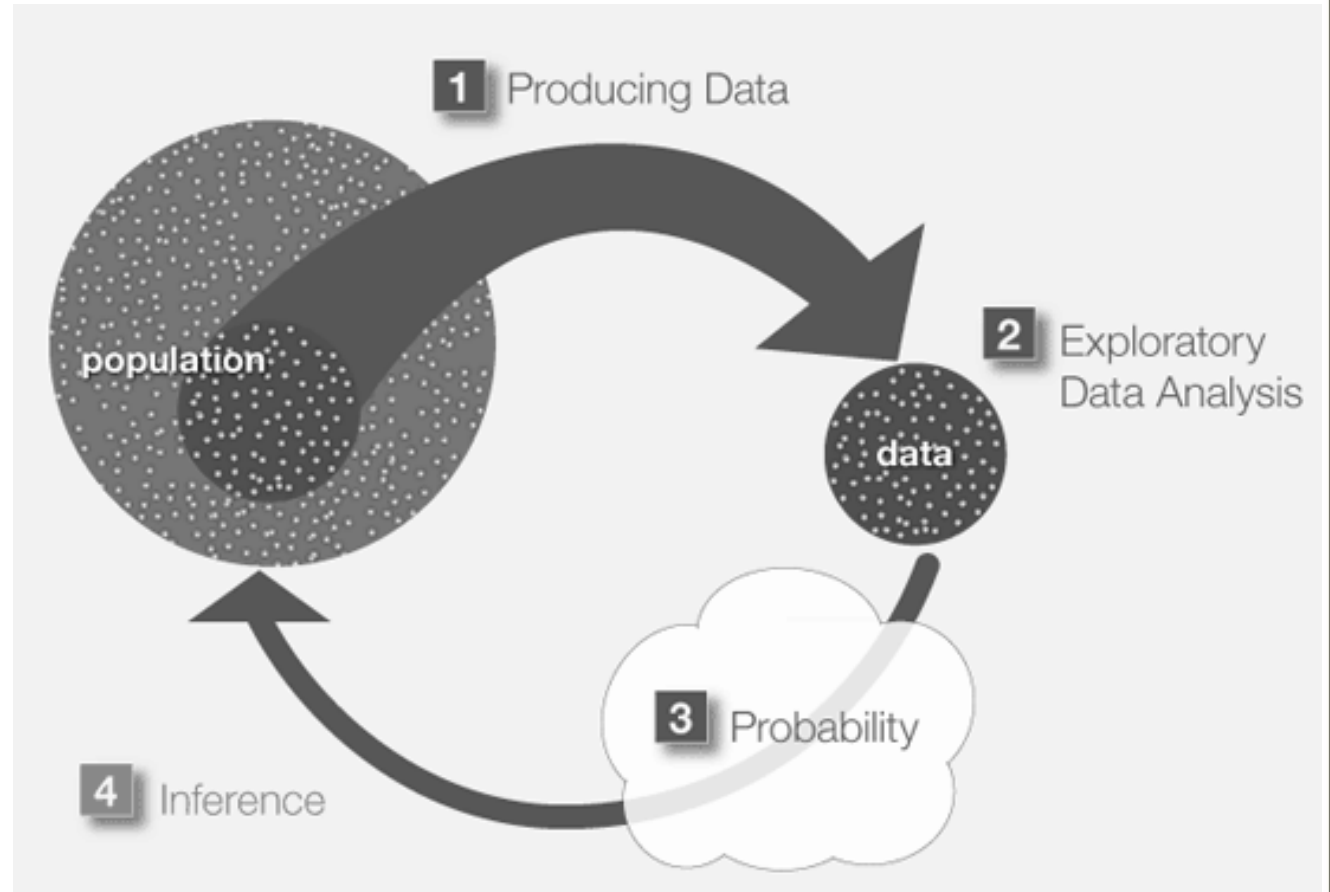 1 Producing Data
population
2 Exploratory
Data Analysis
data
3 Probability
4 Inference